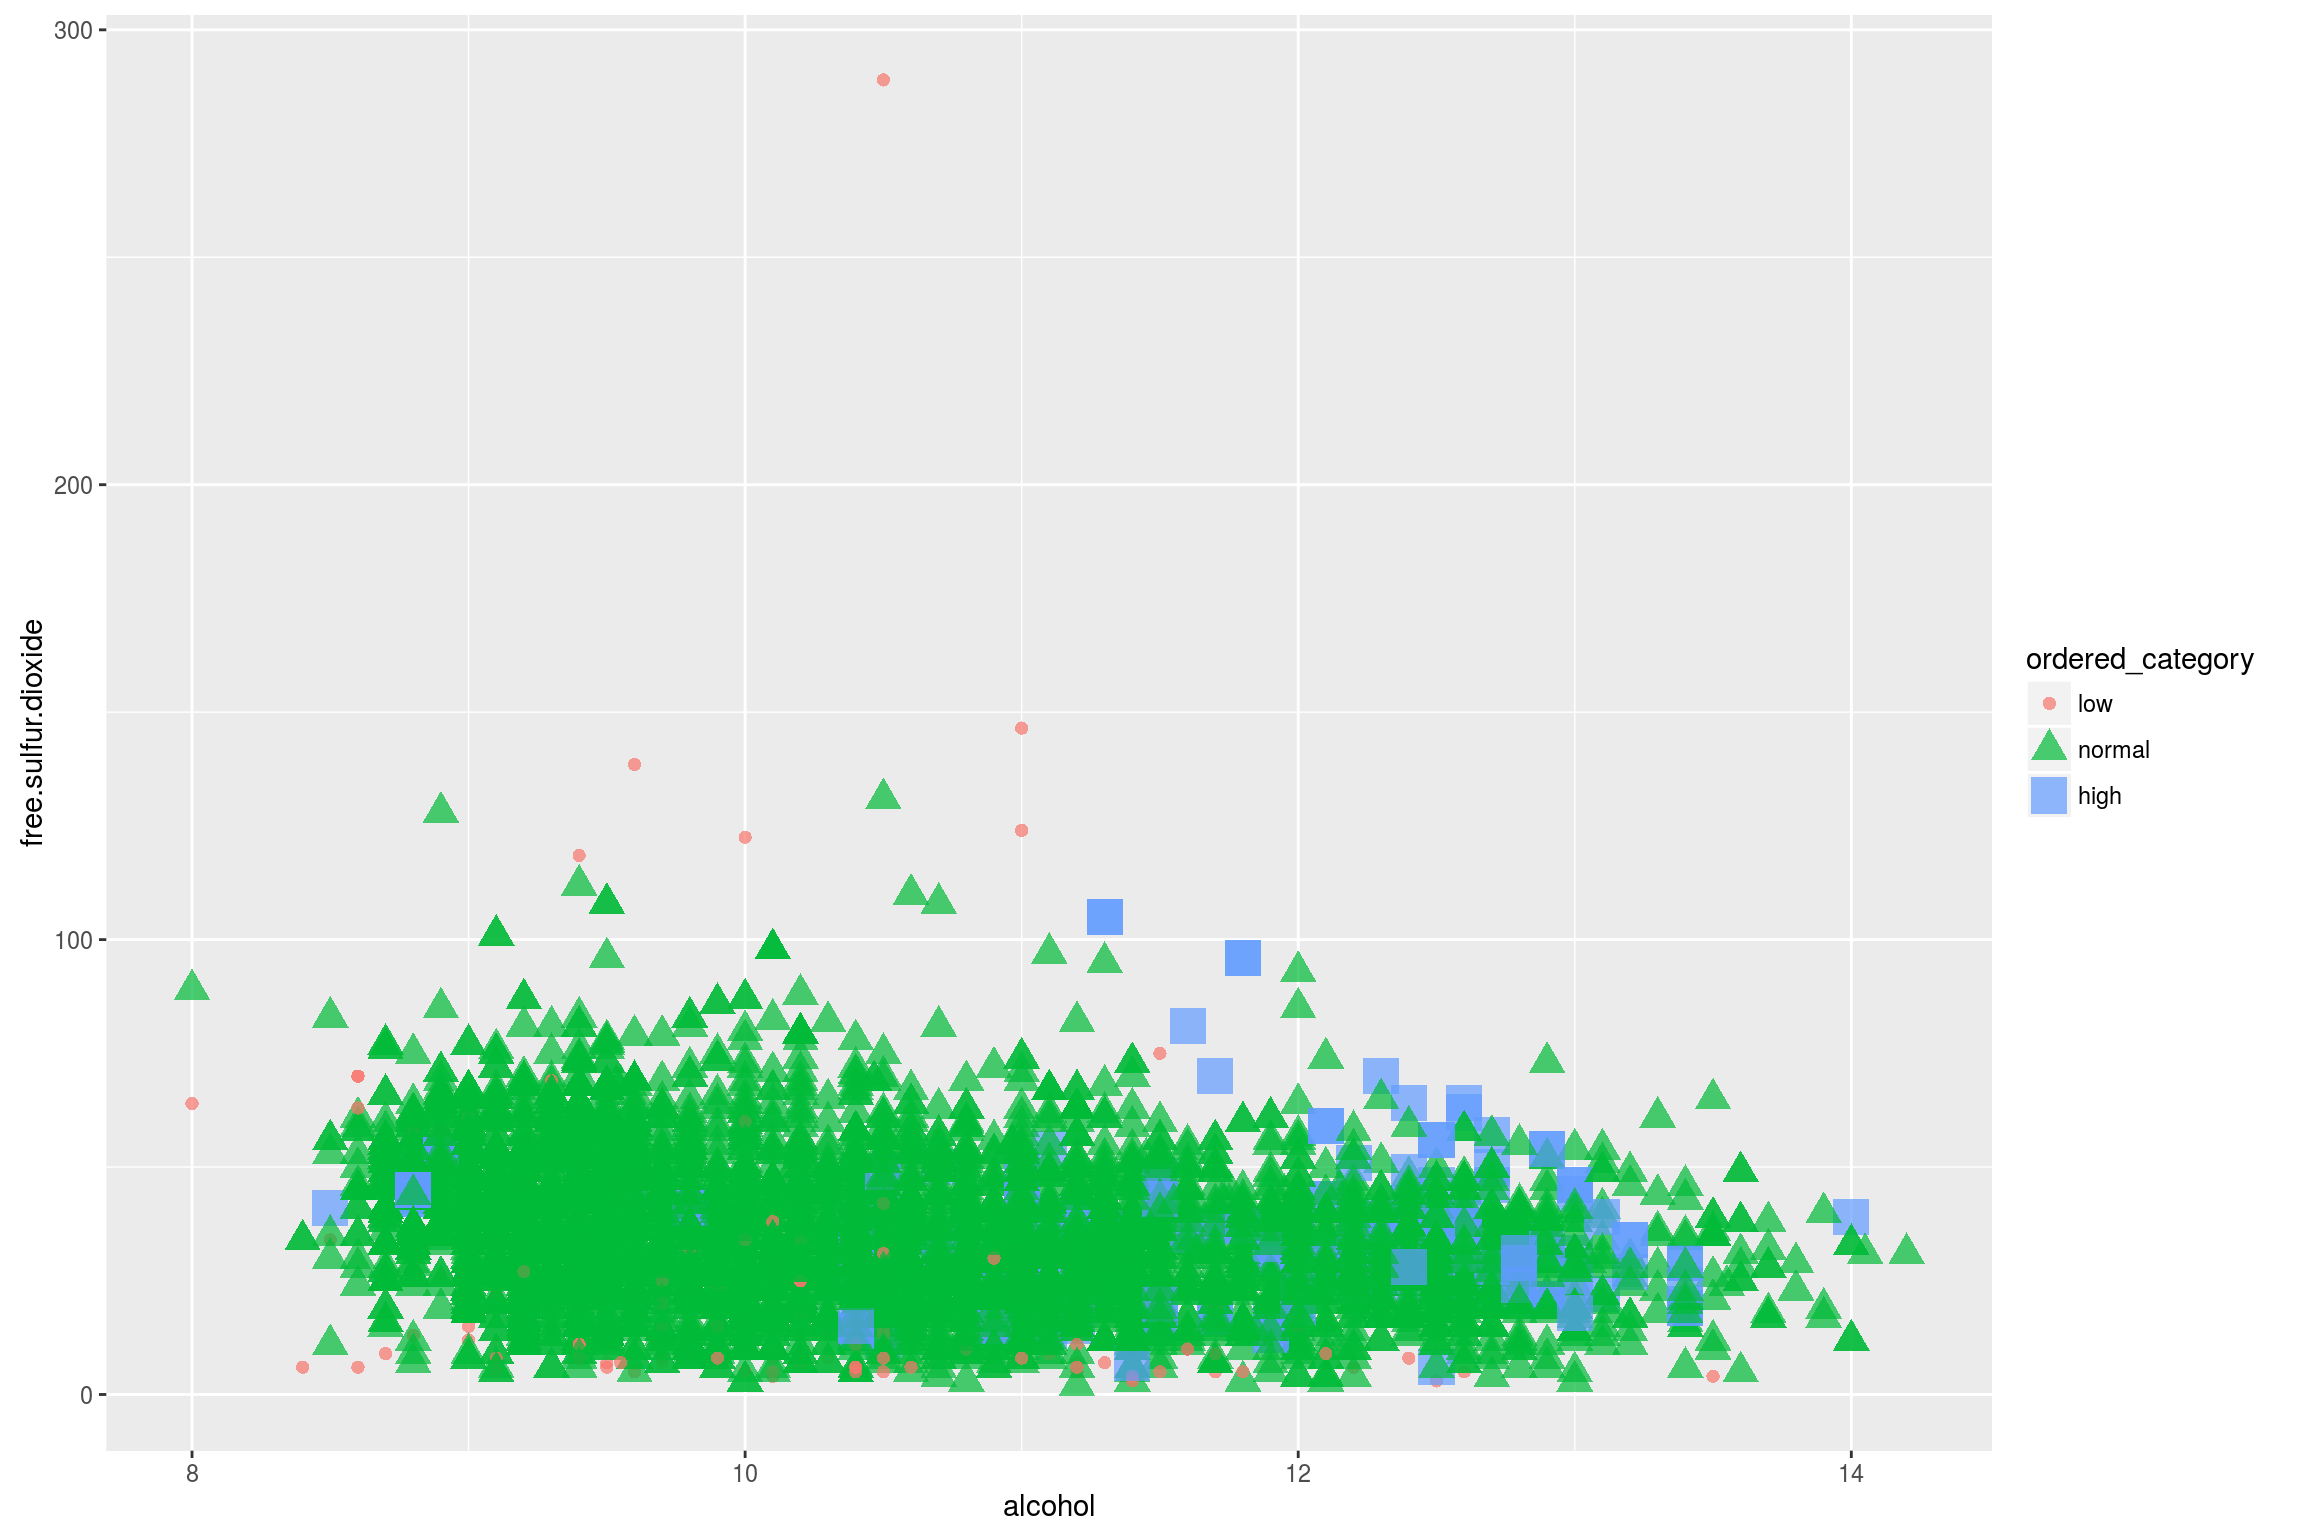 300
200
100
0
free.sulfur.dioxide
8
10
12
14
alcohol
ordered_category
low
normal
high